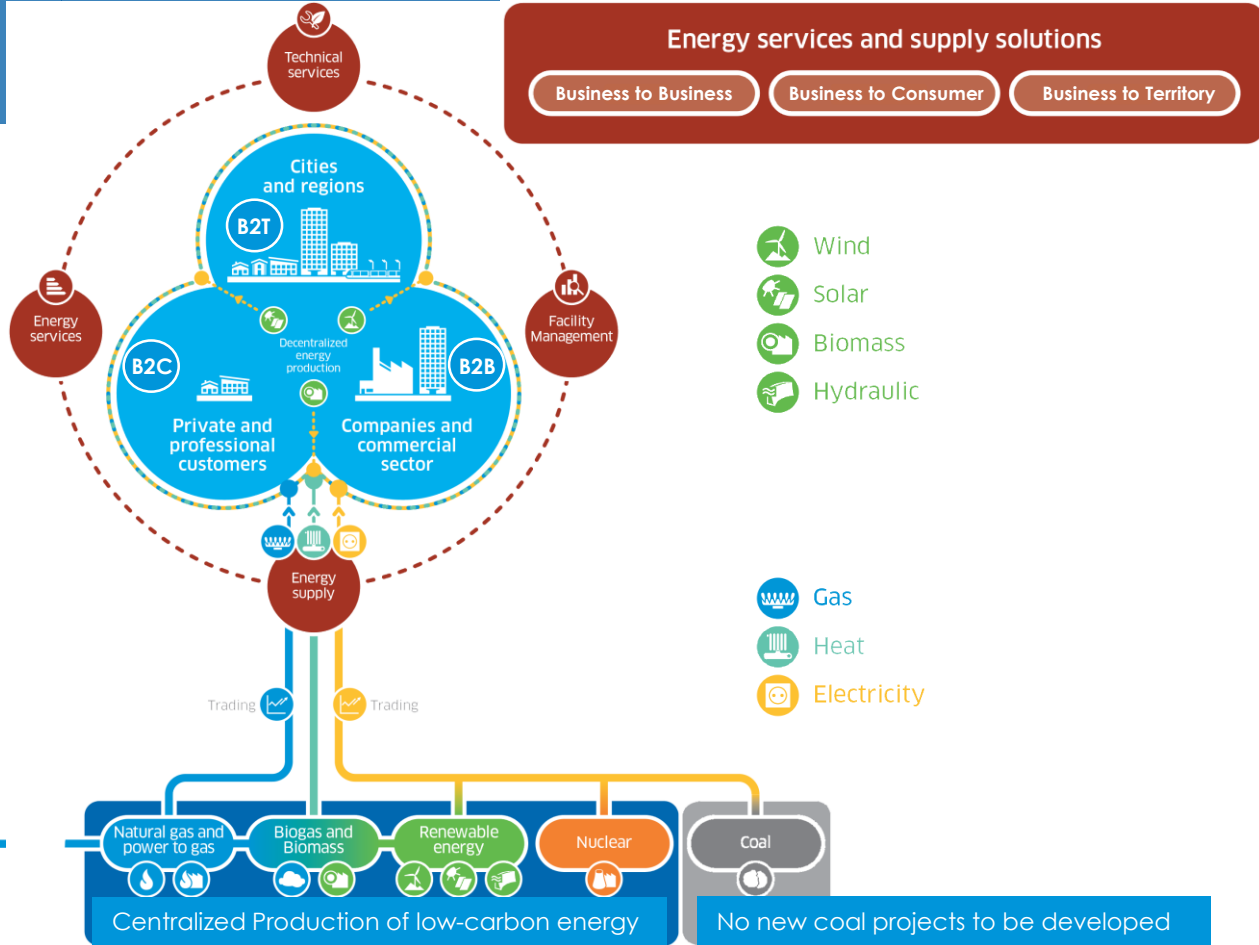 Energy services and supply solutions
Business to Business
Business to Consumer
Business to Territory
Technical
services
Cities
and regions
B2T
Energy
services
Facility
Management
Decentralized
energy
production
B2C
B2B
Private and
professional
customers
Companies and
commercial
sector
Energy
supply
Wind
Solar
Biomass
Hydraulic
Gas
Heat
Electricity
Trading
Trading
Natural gas and
power to gas
Biogas and
Biomass
Renewable
energy
Nuclear
Coal
Centralized Production of low-carbon energy
No new coal projects to be developed